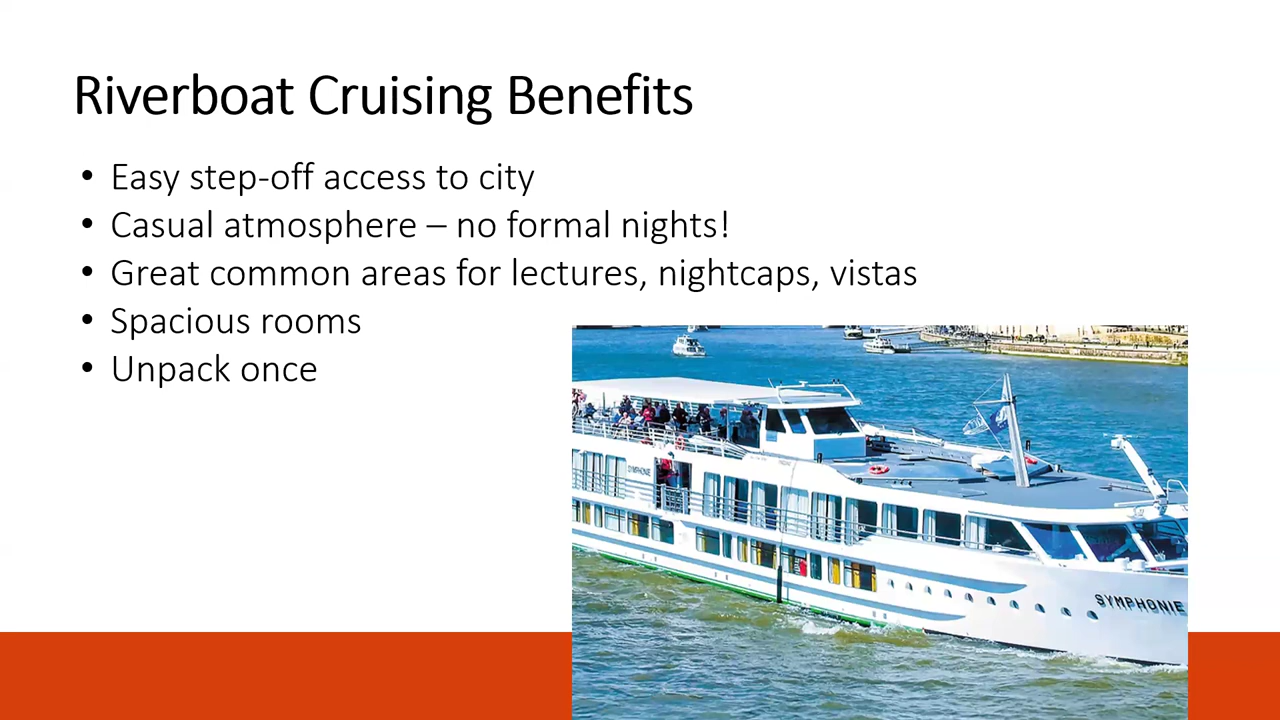 Riverboat Cruising Benefits
• Easy step-off access to city
• Casual atmosphere – no formal nights!
• Great common areas for lectures, nightcaps, vistas
• Spacious rooms
• Unpack once
SYMPHONIE
SYMPHONIE